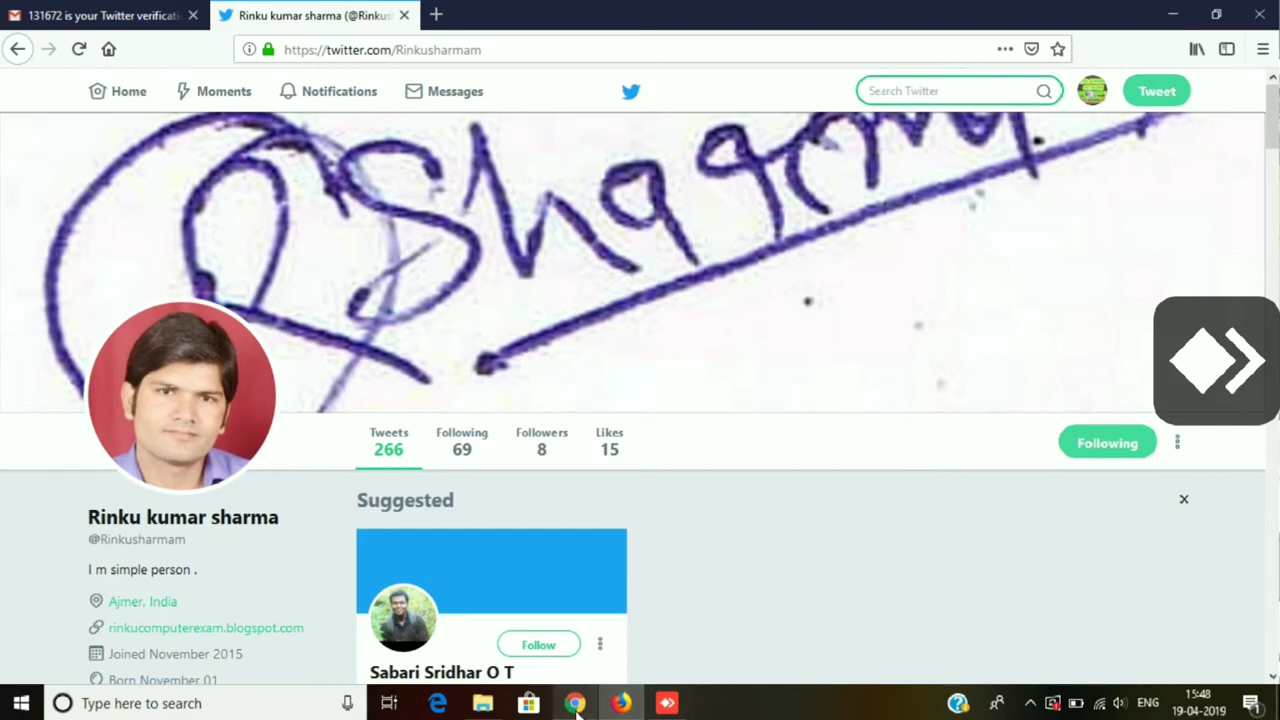 131672 is your Twitter verificati
Rinku kumar sharma (@Rinkus
https://twitter.com/Rinkusharmam
Home
Moments
Notifications
Messages
Search Twitter
Tweet
Sharma
Tweets
266
Following
69
Followers
8
Likes
15
Following
Rinku kumar sharma
@Rinkusharmam
I m simple person .
Ajmer, India
rinkucomputerexam.blogspot.com
Joined November 2015
Born November 01
Suggested
Follow
Sabari Sridhar O T
Type here to search
ENG
15:48
19-04-2019
1